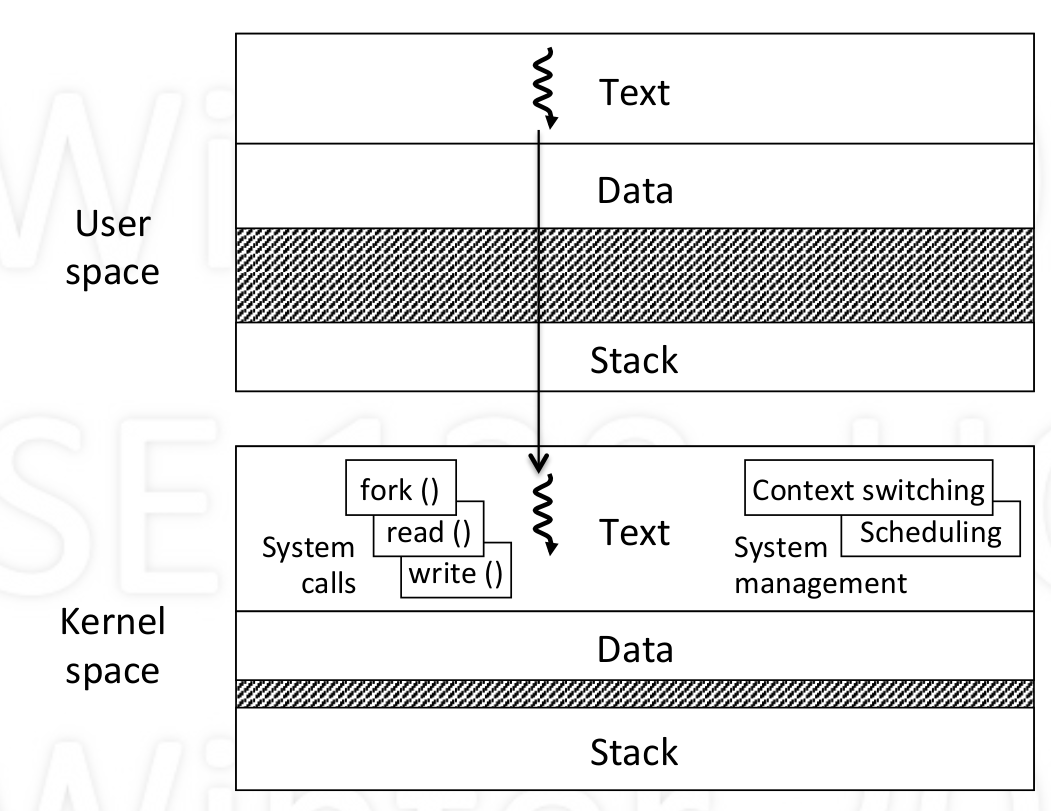 Text
Data
User
space
Stack
fork ()
read ()
write ()
System
calls
Text
Context switching
Scheduling
System
management
Kernel
space
Data
Stack